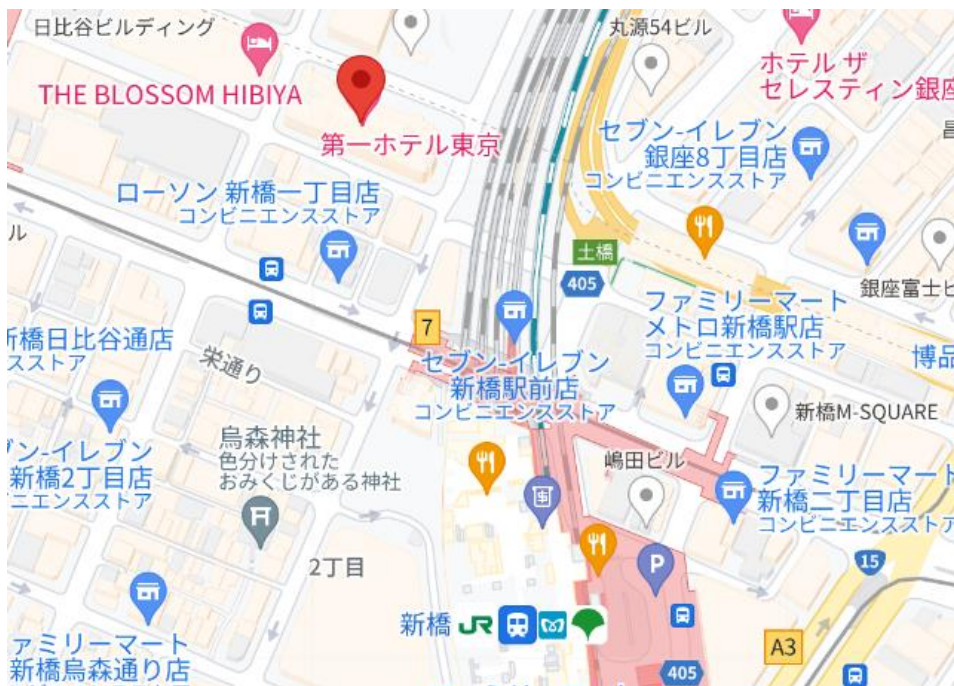 日比谷ビルディング
丸源54ビル
ホテル ザ
セレスティン銀座
THE BLOSSOM HIBIYA
第一ホテル東京
セブン-イレブン
銀座8丁目店
コンビニエンスストア
ローソン 新橋一丁目店
コンビニエンスストア
ル
土橋
405
銀座富士ビ
7
ファミリーマート
メトロ新橋駅店
コンビニエンスストア
新橋日比谷通店
スストア
栄通り
セブン-イレブン
新橋駅前店
コンビニエンスストア
博品
新橋M-SQUARE
烏森神社
色分けされた
おみくじがある神社
ブン-イレブン
新橋2丁目店
ニエンスストア
嶋田ビル
ファミリーマート
新橋二丁目店
コンビニエンスストア
2丁目
P
15
新橋
JR
A3
405
ァミリーマート
新橋烏森通り店